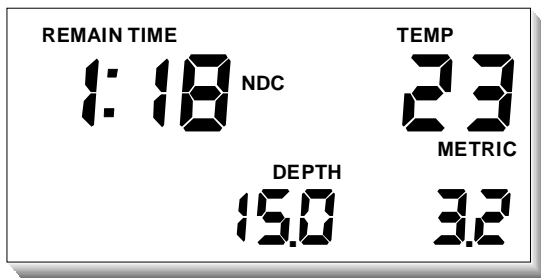 REMAIN TIME TEMP
1:18 NDC 23
METRIC
DEPTH
15.0 3.2